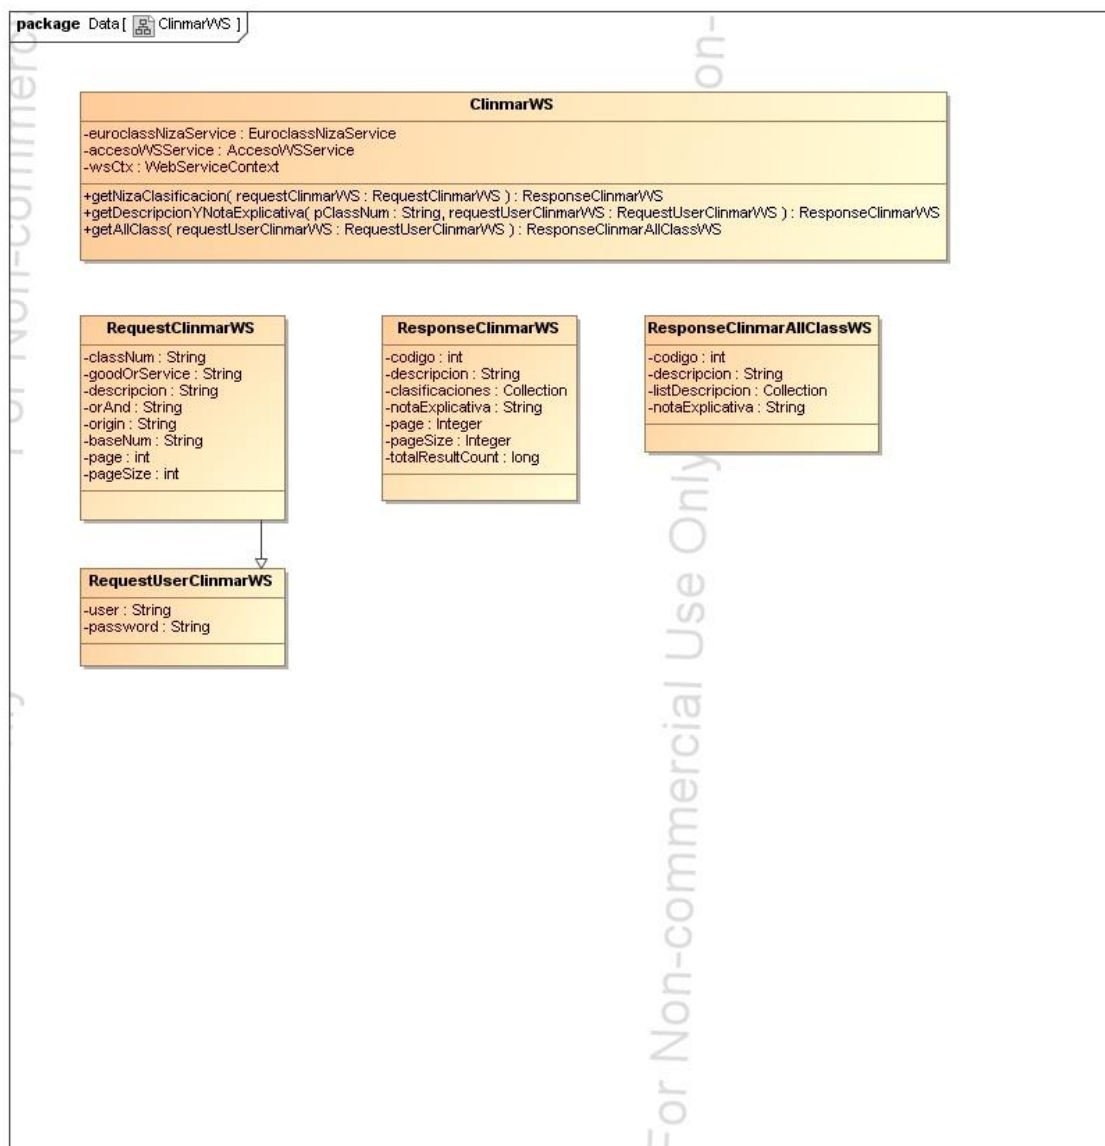 package Data [ ClinmarWS ]
ClinmarWS
-euroclassNizaService : EuroclassNizaService
-accesoWSService : AccesoWSService
-wsCtx : WebServiceContext
+getNizaClasificacion( requestClinmarWS : RequestClinmarWS ) : ResponseClinmarWS
+getDescripcionYNotaExplicativa( pClassNum : String, requestUserClinmarWS : RequestUserClinmarWS ) : ResponseClinmarWS
+getAllClass( requestUserClinmarWS : RequestUserClinmarWS ) : ResponseClinmarAllClassWS
RequestClinmarWS
-classNum : String
-goodOrService : String
-descripcion : String
-orAnd : String
-origin : String
-baseNum : String
-page : int
-pageSize : int
ResponseClinmarWS
-codigo : int
-descripcion : String
-clasificaciones : Collection
-notaExplicativa : String
-page : Integer
-pageSize : Integer
-totalResultCount : long
ResponseClinmarAllClassWS
-codigo : int
-descripcion : String
-listDescripcion : Collection
-notaExplicativa : String
RequestUserClinmarWS
-user : String
-password : String
For Non-commercial Use Only